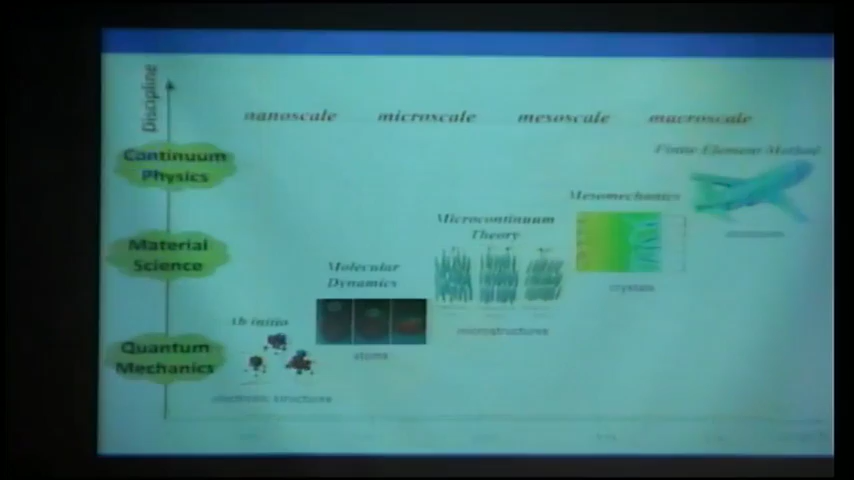 Discipline
nanoscale microscale mesoscale macroscale
Continuum
Physics
Finite Element Method
Mesomechanics
Microcontinuum
Theory
Material
Science
Molecular
Dynamics
crystals
Ab initio
microstructures
Quantum
Mechanics
atoms
electronic structures